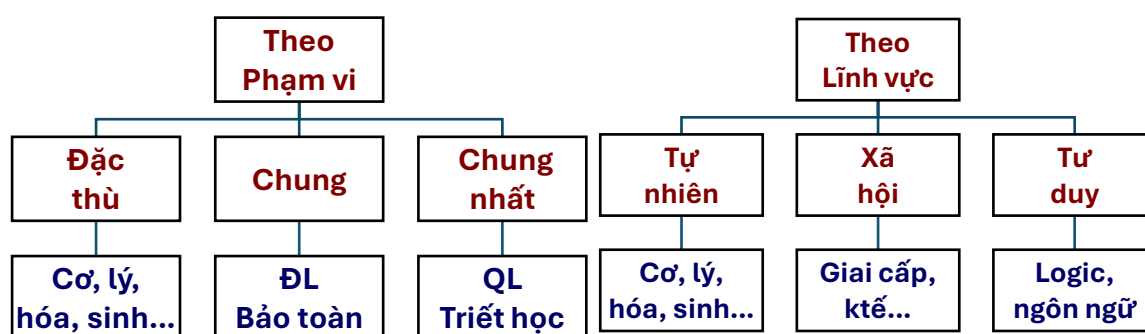 Theo
Phạm vi
Đặc
thù
Chung
Chung
nhất
Cơ, lý,
hóa, sinh...
ĐL
Bảo toàn
QL
Triết học
Theo
Lĩnh vực
Tự
nhiên
Xã
hội
Tư
duy
Cơ, lý,
hóa, sinh...
Giai cấp,
ktế...
Logic,
ngôn ngữ